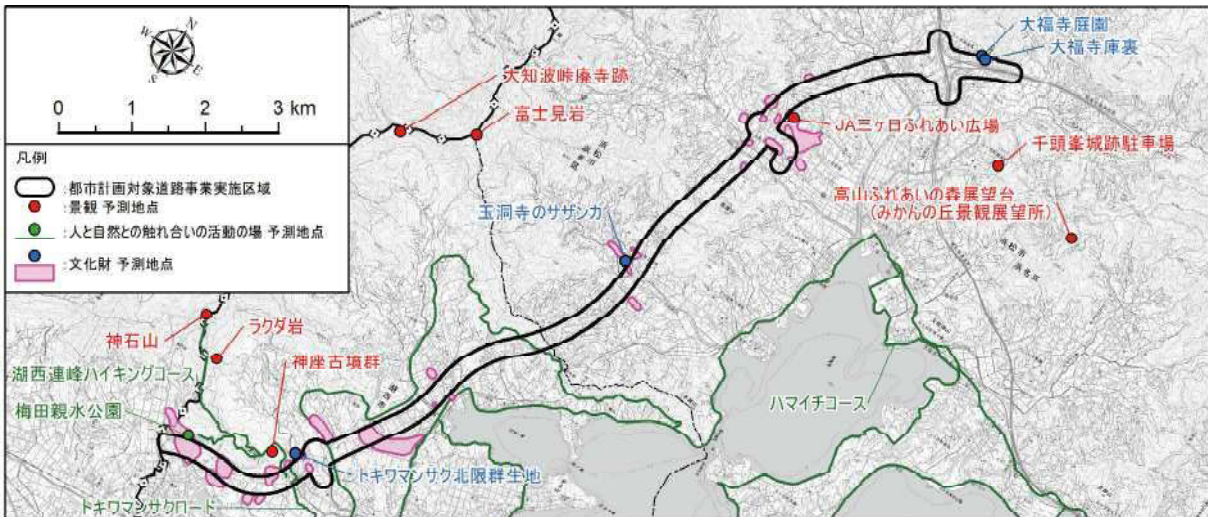 N
W
E
S
0 1 2 3 km
凡例
:都市計画対象道路事業実施区域
:景観 予測地点
:人と自然との触れ合いの活動の場 予測地点
:文化財 予測地点
大福寺庭園
大福寺庫裏
大知波峠廃寺跡
富士見岩
JA三ヶ日ふれあい広場
千頭峯城跡駐車場
高山ふれあいの森展望台
(みかんの丘景観展望所)
玉洞寺のサザンカ
神石山
ラクダ岩
神座古墳群
湖西連峰ハイキングコース
梅田親水公園
ハマイチコース
トキワマンサク北限群生地
トキワマンサクロード